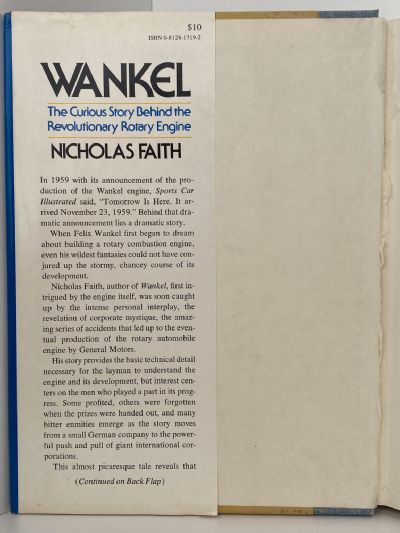 $10
ISBN 0-8128-1719-2
WANKEL
The Curious Story Behind the
Revolutionary Rotary Engine
NICHOLAS FAITH
In 1959 with its announcement of the pro-
duction of the Wankel engine, Sports Car
Illustrated said, "Tomorrow Is Here. It ar-
rived November 23, 1959." Behind that dra-
matic announcement lies a dramatic story.
When Felix Wankel first began to dream
about building a rotary combustion engine,
even his wildest fantasies could not have con-
jured up the stormy, chancey course of its
development.
Nicholas Faith, author of Wankel, first in-
trigued by the engine itself, was soon caught
up by the intense personal interplay, the
revelation of corporate mystique, the amaz-
ing series of accidents that led up to the even-
tual production of the rotary automobile
engine by General Motors.
His story provides the basic technical detail
necessary for the layman to understand the
engine and its development, but interest cen-
ters on the men who played a part in its prog-
ress. Some profited, others were forgotten
when the prizes were handed out, and many
bitter enmities emerge as the story moves
from a small German company to the power-
ful push and pull of giant international cor-
porations.
This almost picaresque tale reveals that
(Continued on Back Flap)